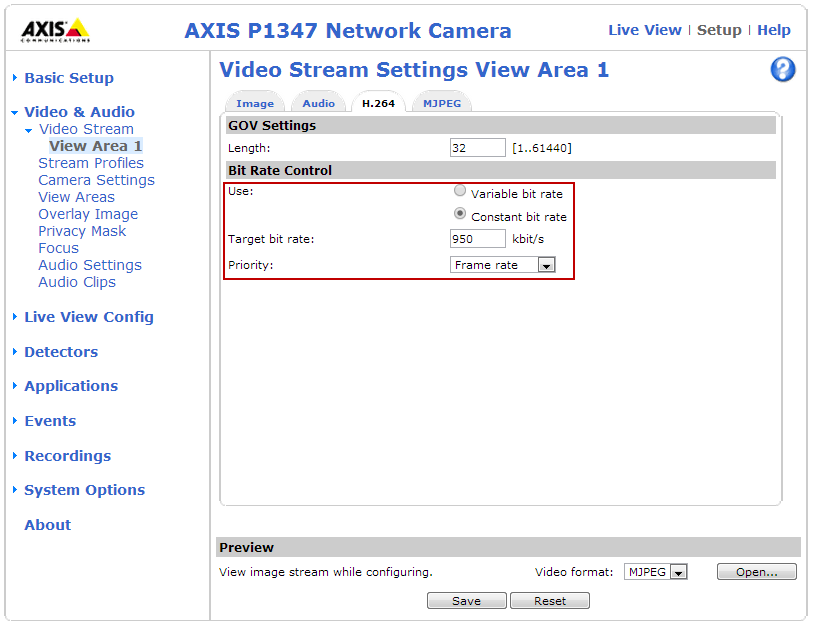 AXIS COMMUNICATIONS
AXIS P1347 Network Camera
Live View | Setup | Help
Basic Setup
Video & Audio
Video Stream
View Area 1
Stream Profiles
Camera Settings
View Areas
Overlay Image
Privacy Mask
Focus
Audio Settings
Audio Clips
Live View Config
Detectors
Applications
Events
Recordings
System Options
About
Video Stream Settings View Area 1
?
Image Audio H.264 MJPEG
GOV Settings
Length: 32 [1..61440]
Bit Rate Control
Use: Variable bit rate
Constant bit rate
Target bit rate: 950 kbit/s
Priority: Frame rate
Preview
View image stream while configuring. Video format: MJPEG Open...
Save Reset